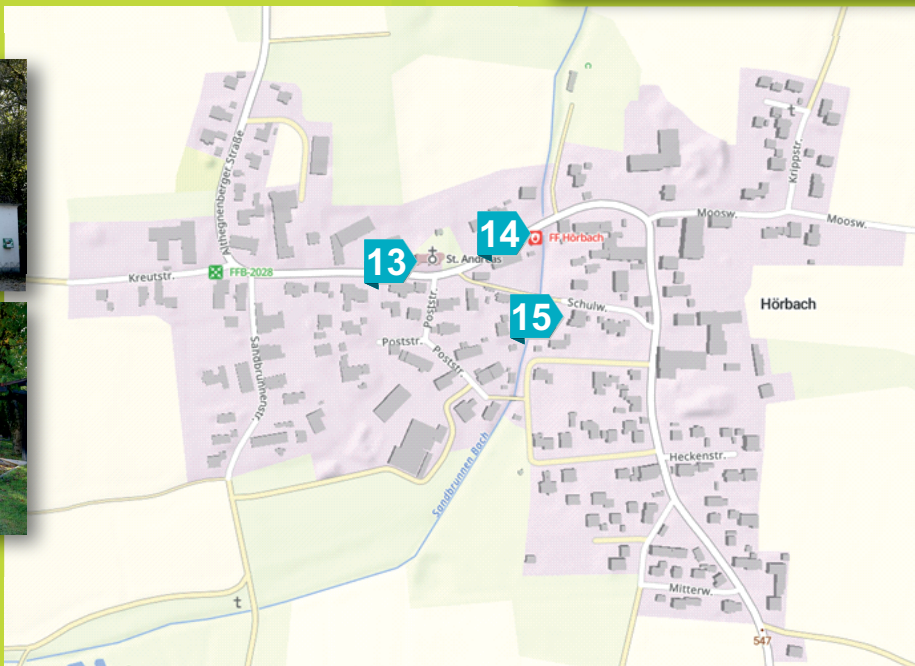 Althegnenberger Straße
Krippstr.
Moosw.
Moosw.
14
FF Hörbach
13
St. Andreas
FFB-2028
Kreutstr.
Poststr.
Schulw.
15
Hörbach
Poststr.
Poststr.
Sandbrunnenstr.
Sandbrunnen Bach
Heckenstr.
Mitterw.
547